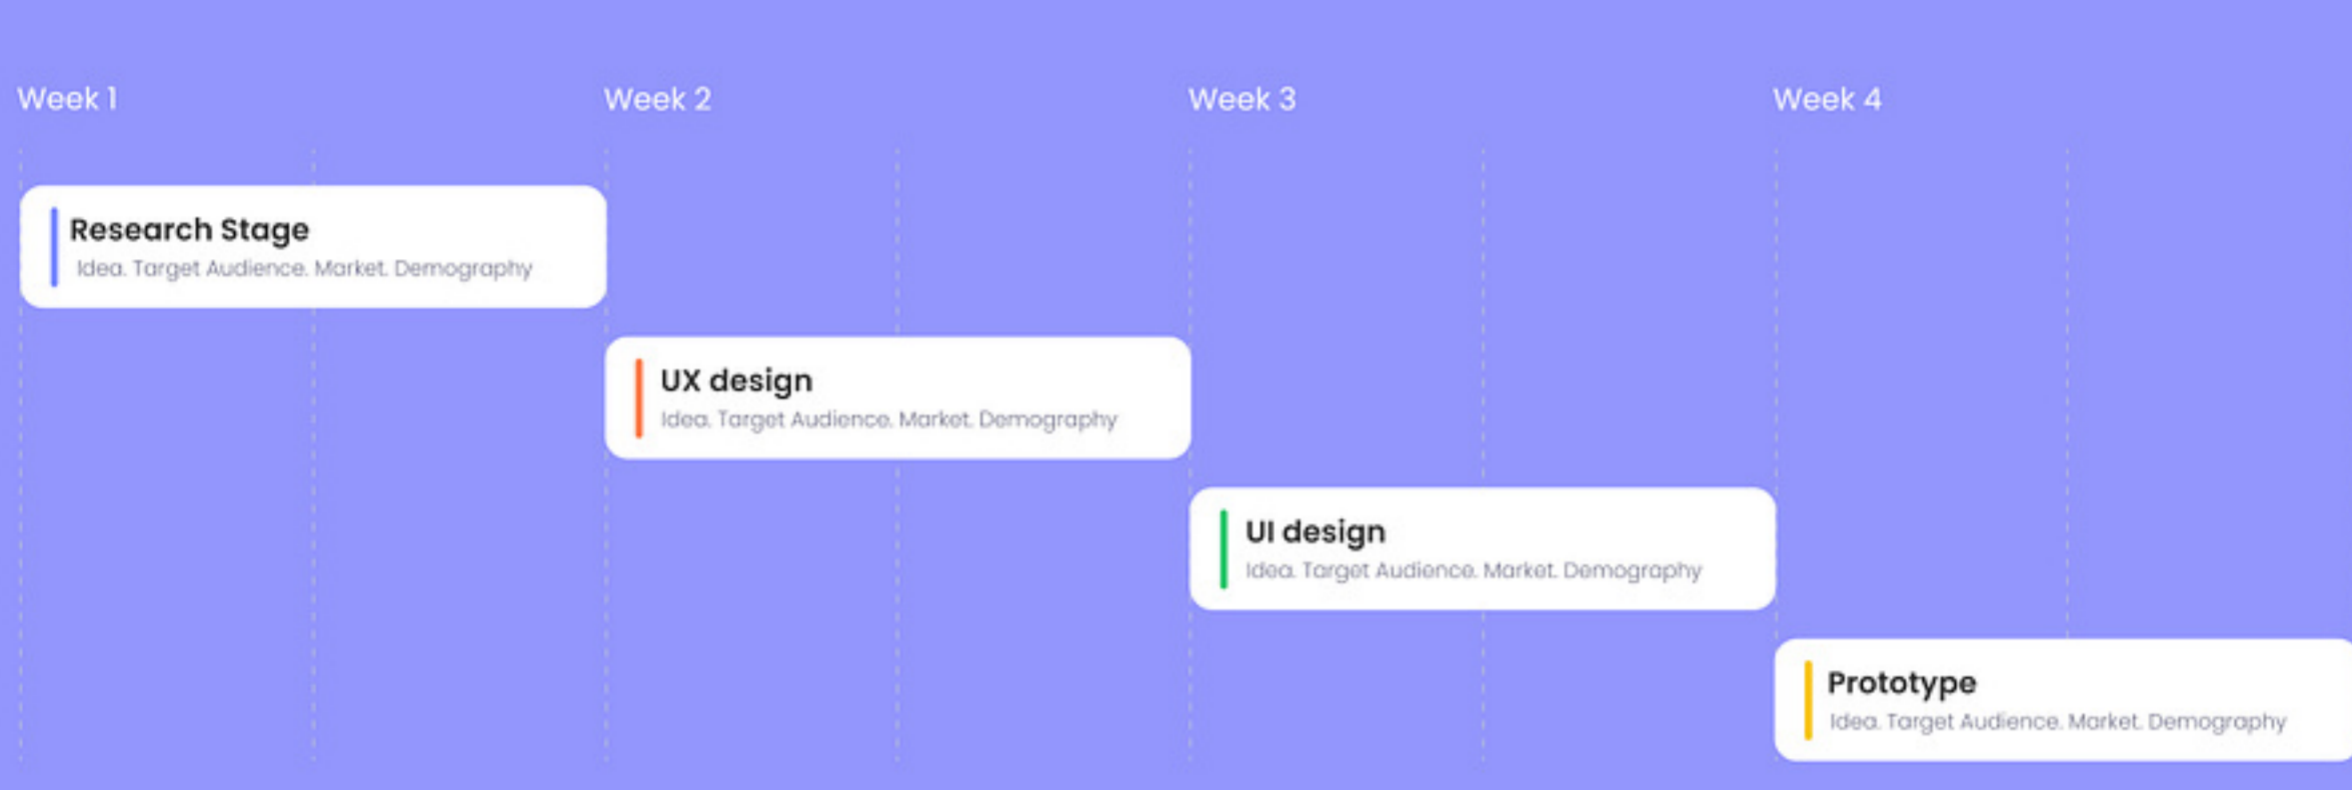 Week 1
Week 2
Week 3
Week 4
Research Stage
Idea. Target Audience. Market. Demography
UX design
Idea. Target Audience. Market. Demography
UI design
Idea. Target Audience. Market. Demography
Prototype
Idea. Target Audience. Market. Demography